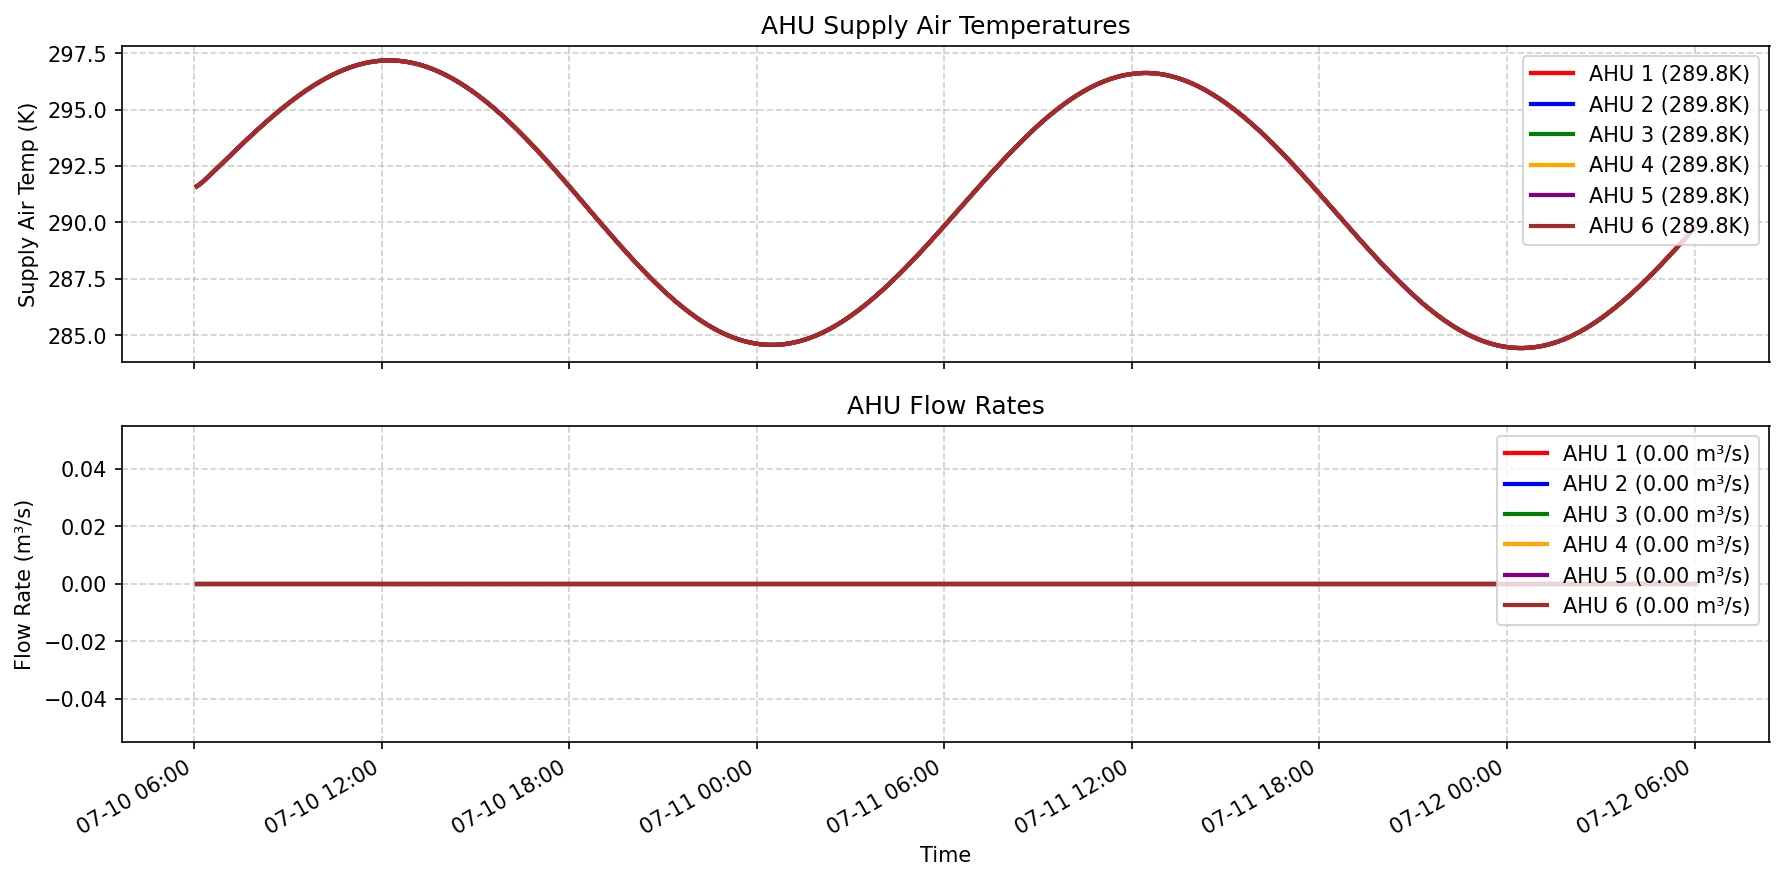 AHU Supply Air Temperatures
Supply Air Temp (K)
297.5
295.0
292.5
290.0
287.5
285.0
AHU 1 (289.8K)
AHU 2 (289.8K)
AHU 3 (289.8K)
AHU 4 (289.8K)
AHU 5 (289.8K)
AHU 6 (289.8K)
AHU Flow Rates
Flow Rate (m³/s)
0.04
0.02
0.00
−0.02
−0.04
AHU 1 (0.00 m³/s)
AHU 2 (0.00 m³/s)
AHU 3 (0.00 m³/s)
AHU 4 (0.00 m³/s)
AHU 5 (0.00 m³/s)
AHU 6 (0.00 m³/s)
07-10 06:00
07-10 12:00
07-10 18:00
07-11 00:00
07-11 06:00
07-11 12:00
07-11 18:00
07-12 00:00
07-12 06:00
Time